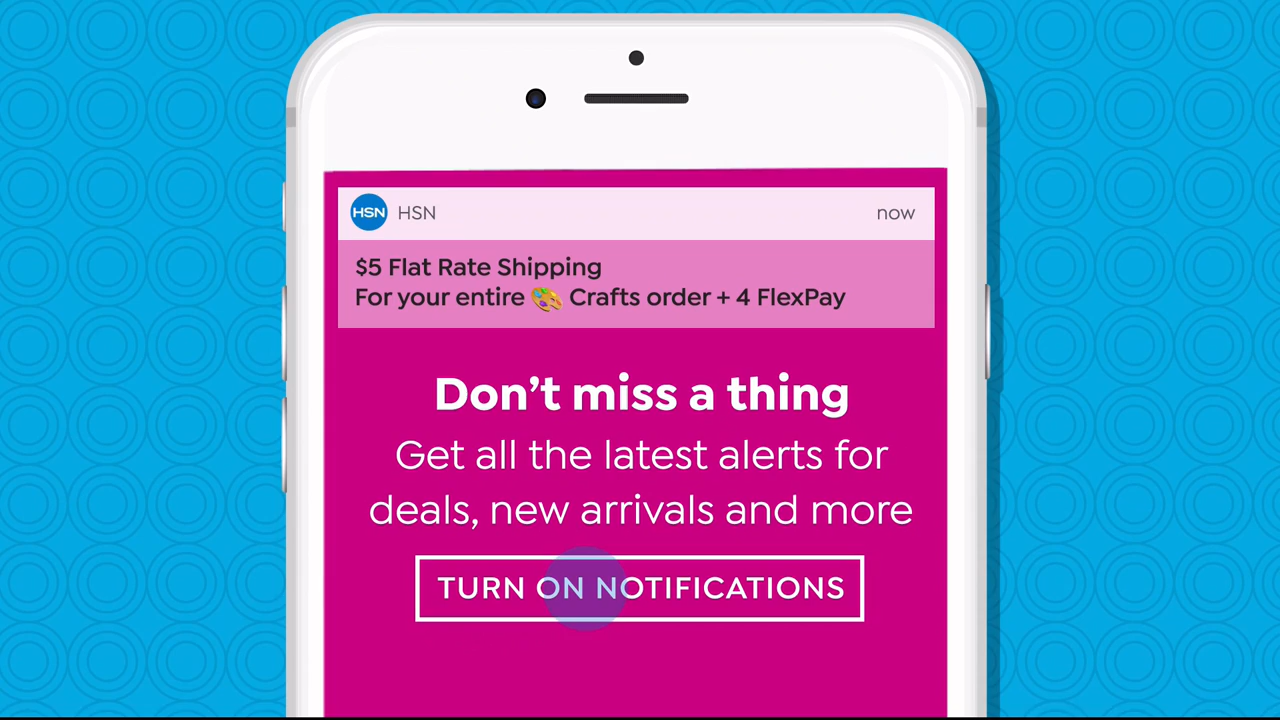 HSN HSN now
$5 Flat Rate Shipping
For your entire 🎨 Crafts order + 4 FlexPay
Don't miss a thing
Get all the latest alerts for
deals, new arrivals and more
TURN ON NOTIFICATIONS